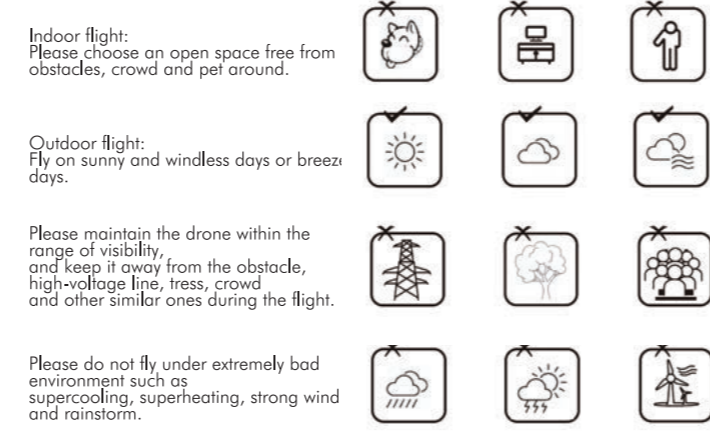 Indoor flight:
Please choose an open space free from
obstacles, crowd and pet around.
Outdoor flight:
Fly on sunny and windless days or breeze
days.
Please maintain the drone within the
range of visibility,
and keep it away from the obstacle,
high-voltage line, tress, crowd
and other similar ones during the flight.
Please do not fly under extremely bad
environment such as
supercooling, superheating, strong wind
and rainstorm.